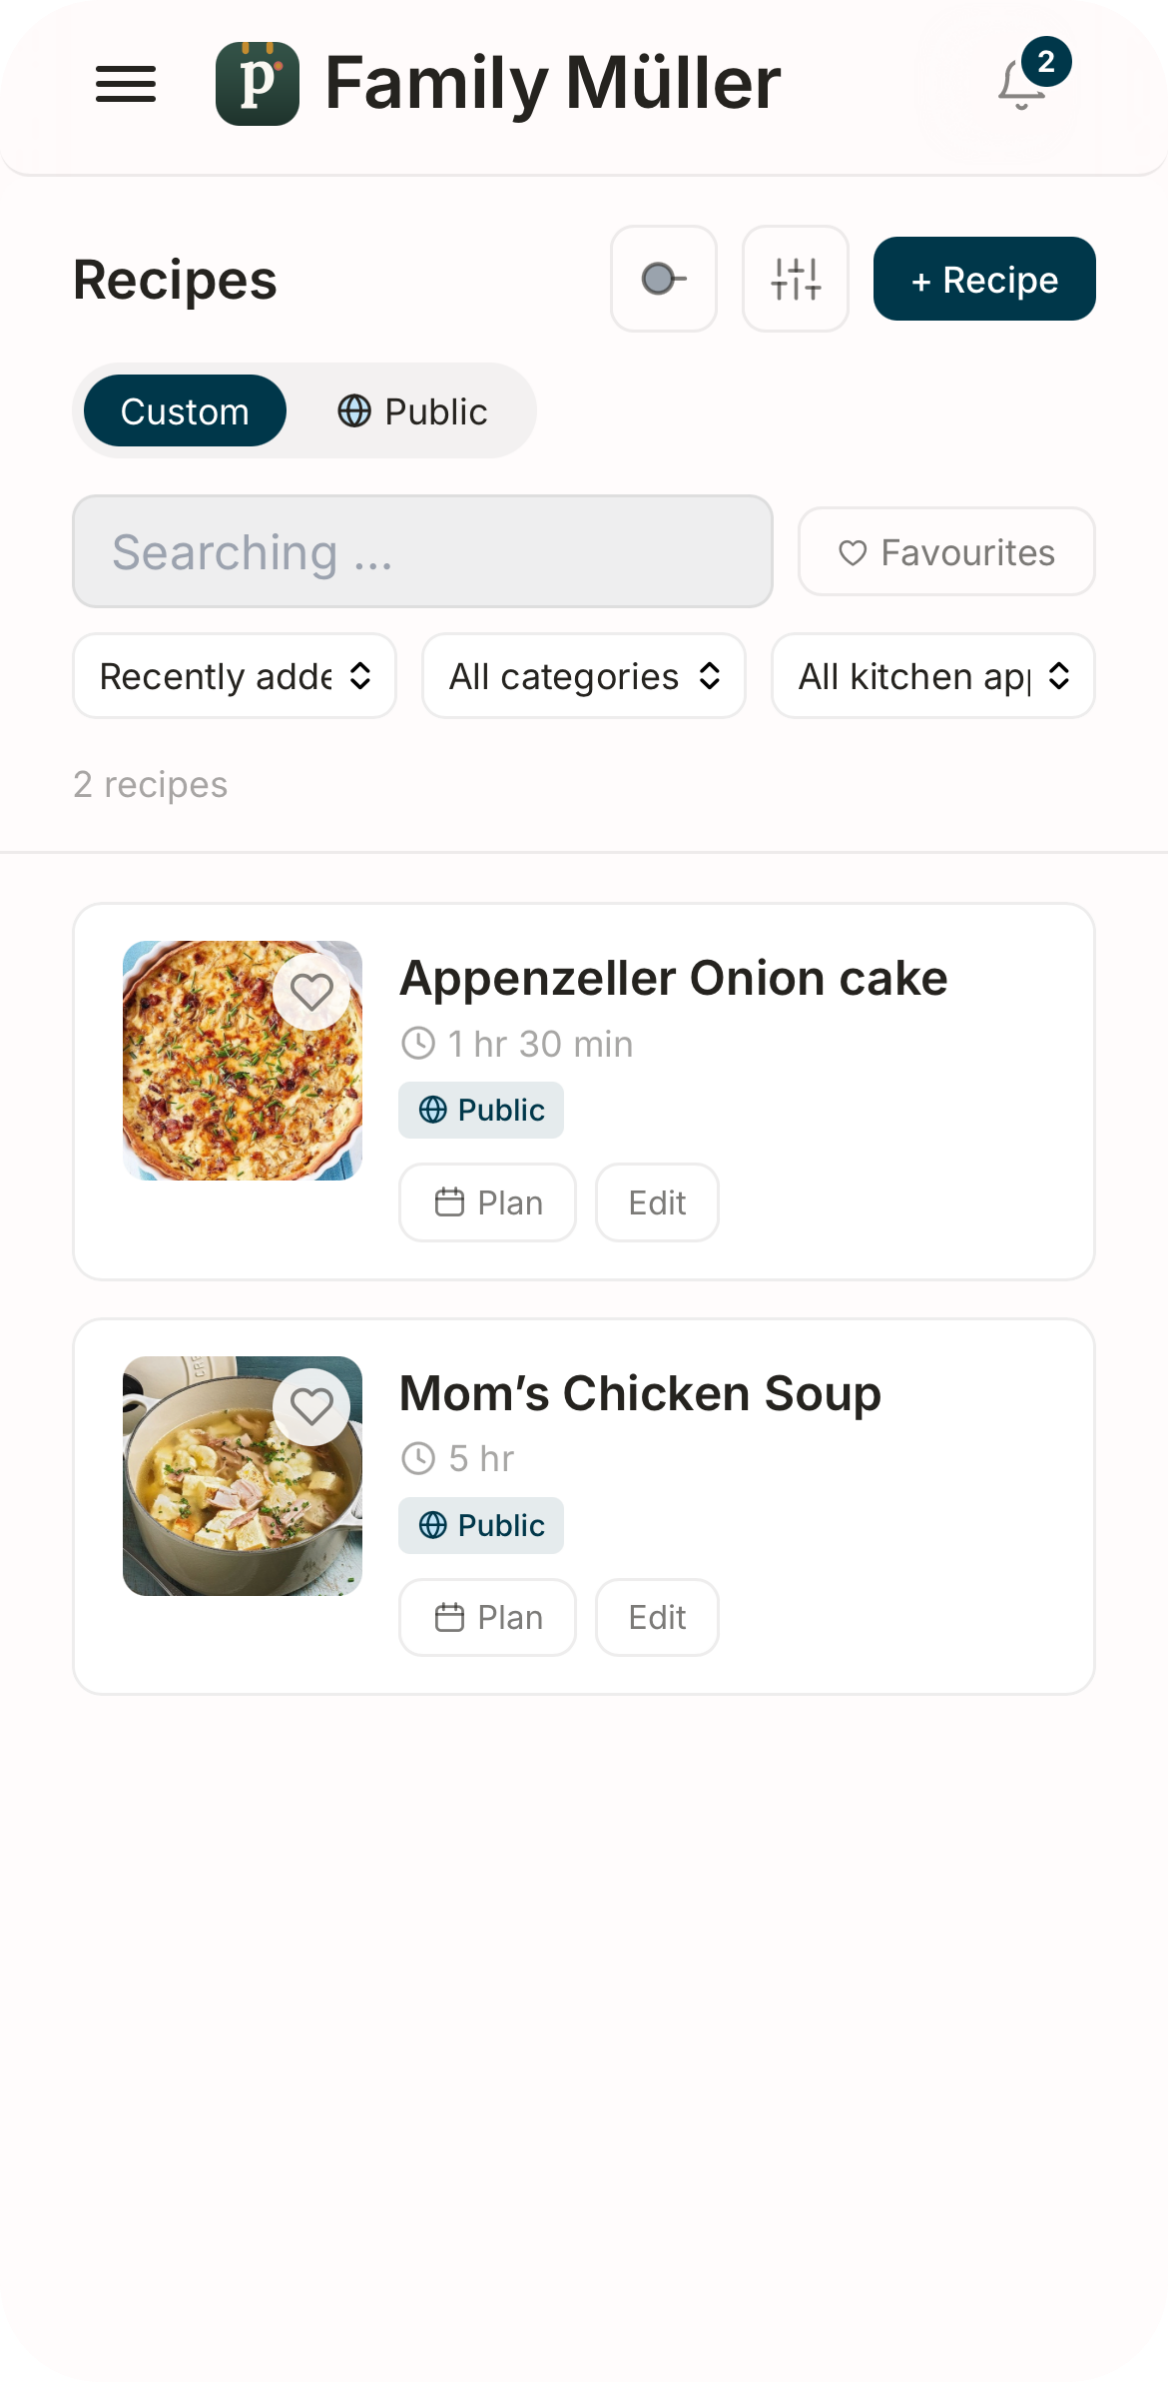 p Family Müller 2
Recipes + Recipe
Custom Public
Searching ... Favourites
Recently adde All categories All kitchen app
2 recipes
Appenzeller Onion cake
1 hr 30 min
Public
Plan Edit
Mom’s Chicken Soup
5 hr
Public
Plan Edit